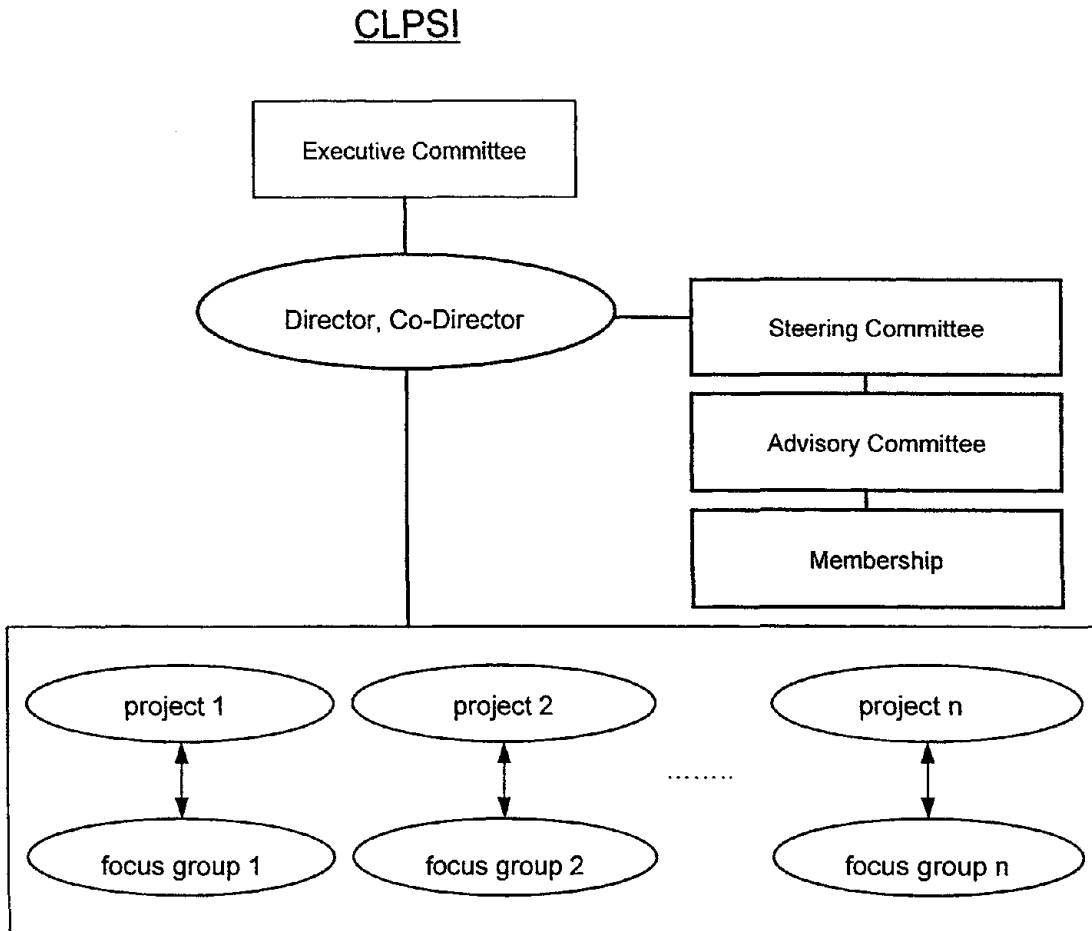 CLPSI
Executive Committee
Director, Co-Director
Steering Committee
Advisory Committee
Membership
project 1
project 2
project n
........
focus group 1
focus group 2
focus group n